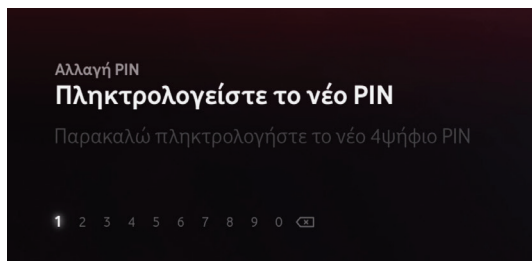 Αλλαγή PIN
Πληκτρολογείστε το νέο PIN
Παρακαλώ πληκτρολογήστε το νέο 4ψήφιο PIN
1 2 3 4 5 6 7 8 9 0